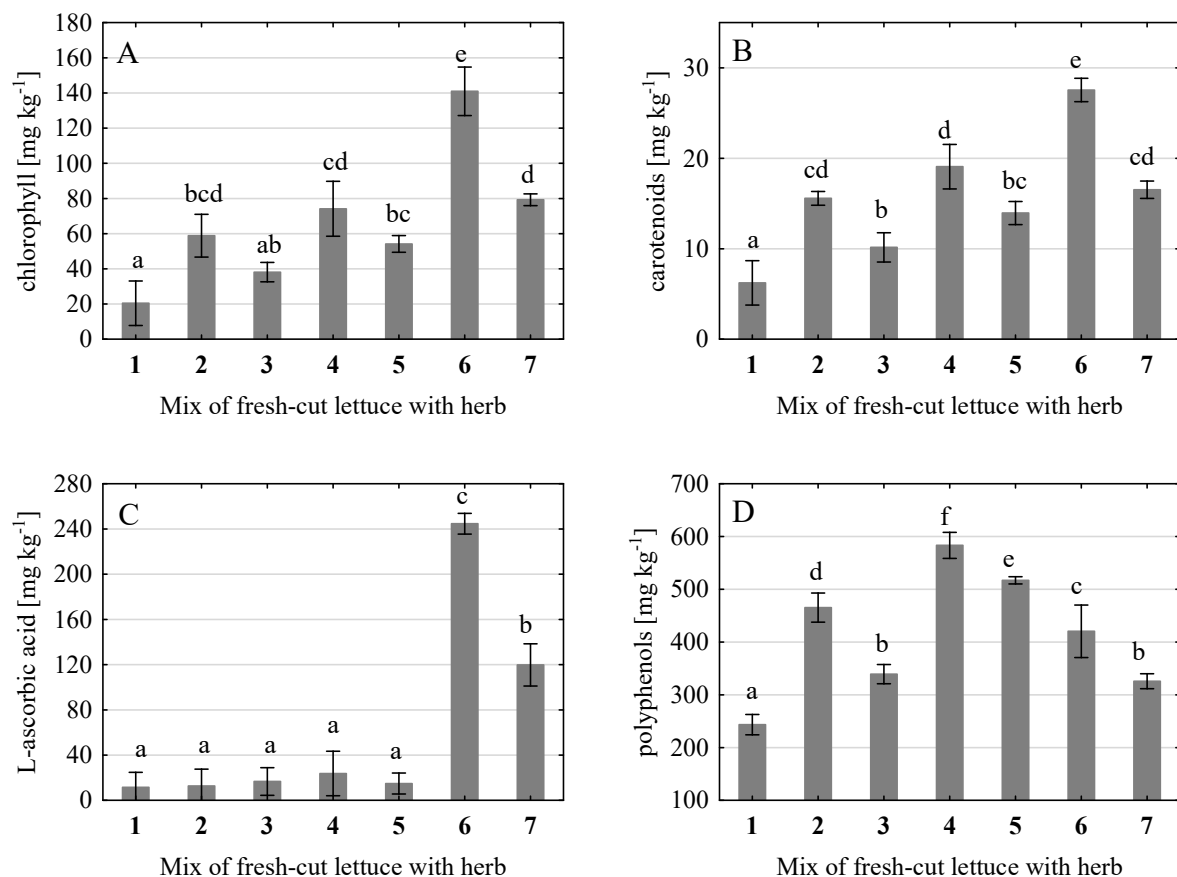 A
chlorophyll [mg kg⁻¹]
180
160
140
120
100
80
60
40
20
0
a
bcd
ab
cd
bc
e
d
1 2 3 4 5 6 7
Mix of fresh-cut lettuce with herb
B
carotenoids [mg kg⁻¹]
30
20
10
0
a
cd
b
d
bc
e
cd
1 2 3 4 5 6 7
Mix of fresh-cut lettuce with herb
C
L-ascorbic acid [mg kg⁻¹]
280
240
200
160
120
80
40
0
a
a
a
a
a
c
b
1 2 3 4 5 6 7
Mix of fresh-cut lettuce with herb
D
polyphenols [mg kg⁻¹]
700
600
500
400
300
200
100
a
d
b
f
e
c
b
1 2 3 4 5 6 7
Mix of fresh-cut lettuce with herb